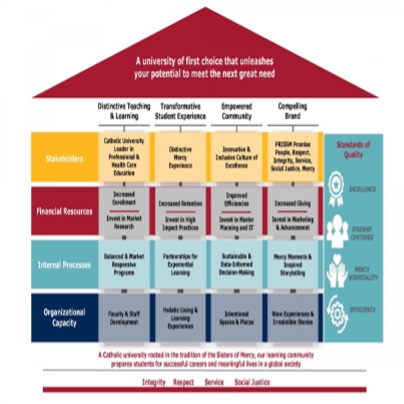 A university of first choice that unleashes
your potential to meet the next great need
Distinctive Teaching
& Learning
Transformative
Student Experience
Empowered
Community
Compelling
Brand
Stakeholders
Catholic University
Leader in
Professional &
Health Care
Education
Distinctive
Mercy
Experience
Innovative &
Inclusive Culture of
Excellence
PRISSM Promise
People, Respect,
Integrity, Service,
Social Justice, Mercy
Standards of
Quality
EXCELLENCE
STUDENT
CENTERED
MERCY
HOSPITALITY
EFFICIENCY
Financial Resources
Increased
Enrollment
Invest in Market
Research
Increased Retention
Invest in High
Impact Practices
Improved
Efficiencies
Invest in Master
Planning and IT
Increased Giving
Invest in Marketing
& Advancement
Internal Processes
Balanced & Market
Responsive
Programs
Partnerships for
Experiential
Learning
Sustainable &
Data-Informed
Decision-Making
Mercy Moments &
Inspired
Storytelling
Organizational
Capacity
Faculty & Staff
Development
Holistic Living &
Learning
Experiences
Intentional
Spaces & Places
Wow Experiences &
Irresistible Stories
A Catholic university rooted in the tradition of the Sisters of Mercy, our learning community
prepares students for successful careers and meaningful lives in a global society
Integrity Respect Service Social Justice